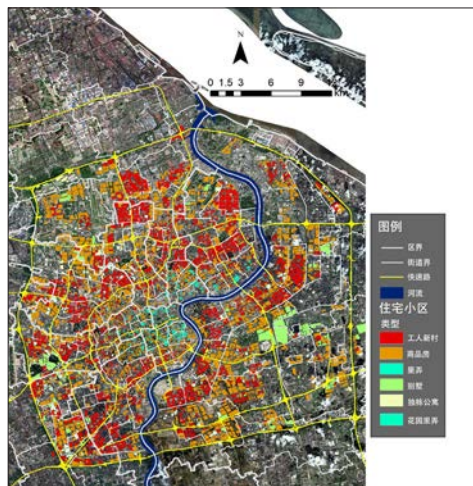 N
0 1.5 3 6 9
图例
区界
街道界
快速路
河流
住宅小区
类型
工人新村
商品房
里弄
别墅
独栋公寓
花园里弄